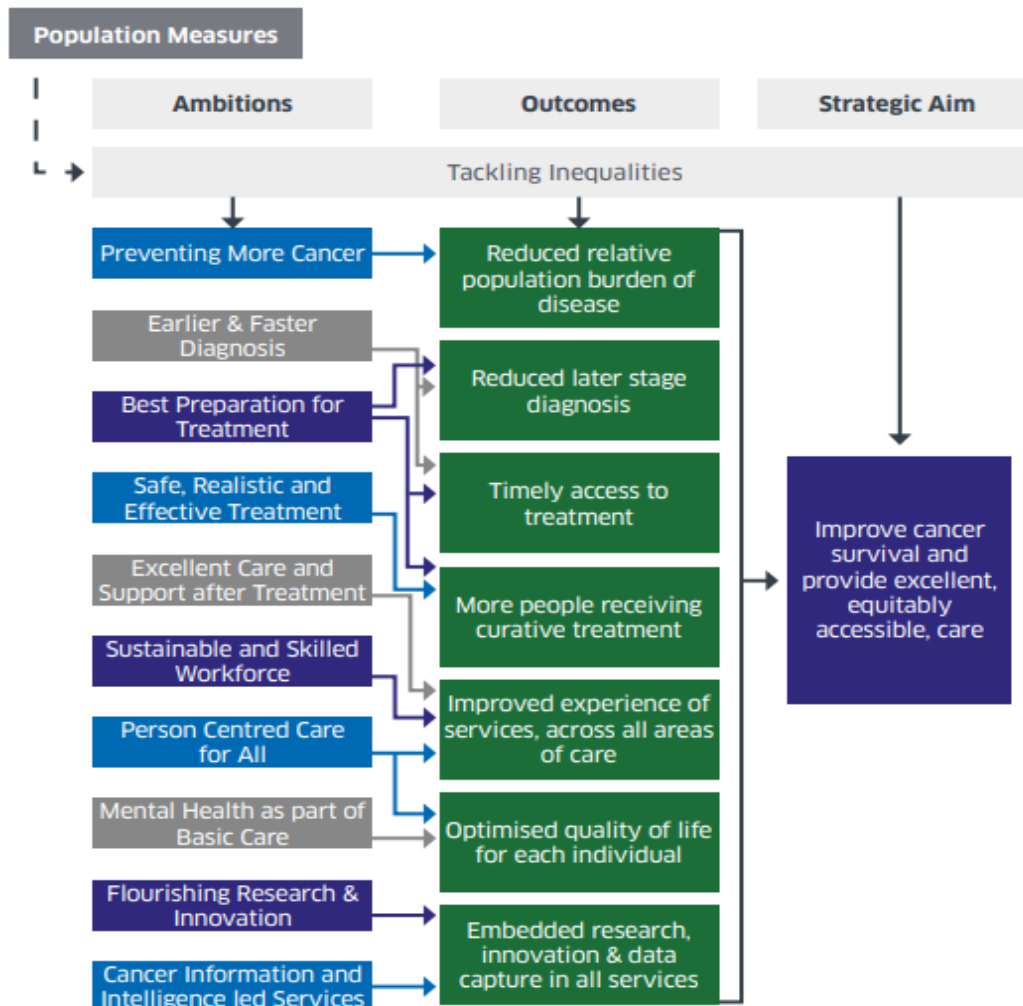 Population Measures
Ambitions
Outcomes
Strategic Aim
Tackling Inequalities
Preventing More Cancer
Earlier & Faster
Diagnosis
Best Preparation for
Treatment
Safe, Realistic and
Effective Treatment
Excellent Care and
Support after Treatment
Sustainable and Skilled
Workforce
Person Centred Care
for All
Mental Health as part of
Basic Care
Flourishing Research &
Innovation
Cancer Information and
Intelligence led Services
Reduced relative
population burden of
disease
Reduced later stage
diagnosis
Timely access to
treatment
More people receiving
curative treatment
Improved experience of
services, across all areas
of care
Optimised quality of life
for each individual
Embedded research,
innovation & data
capture in all services
Improve cancer
survival and
provide excellent,
equitably
accessible, care